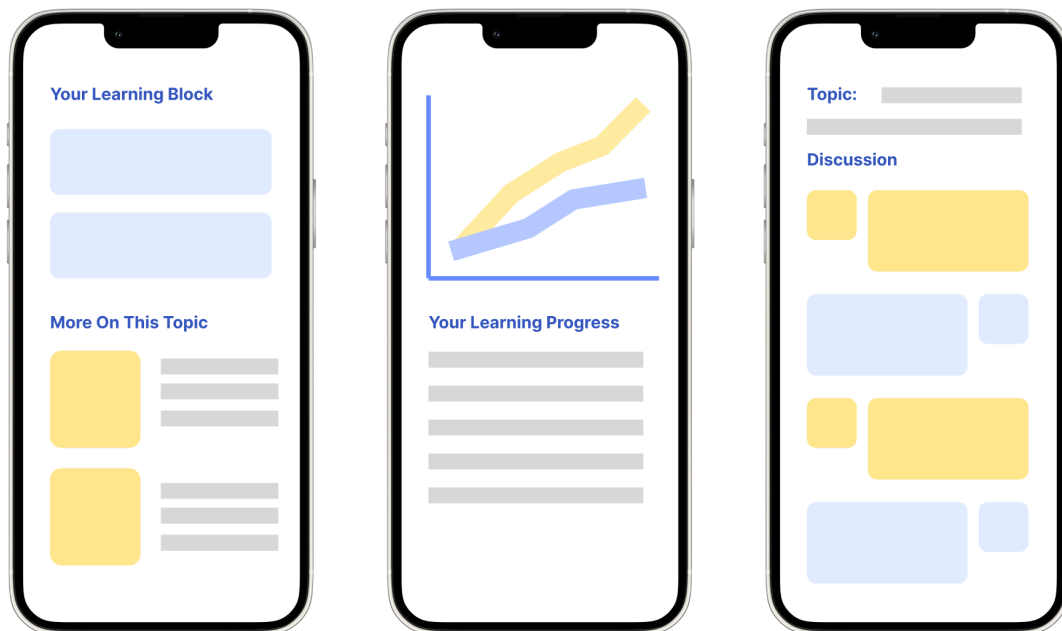 Your Learning Block
More On This Topic
Your Learning Progress
Topic:
Discussion